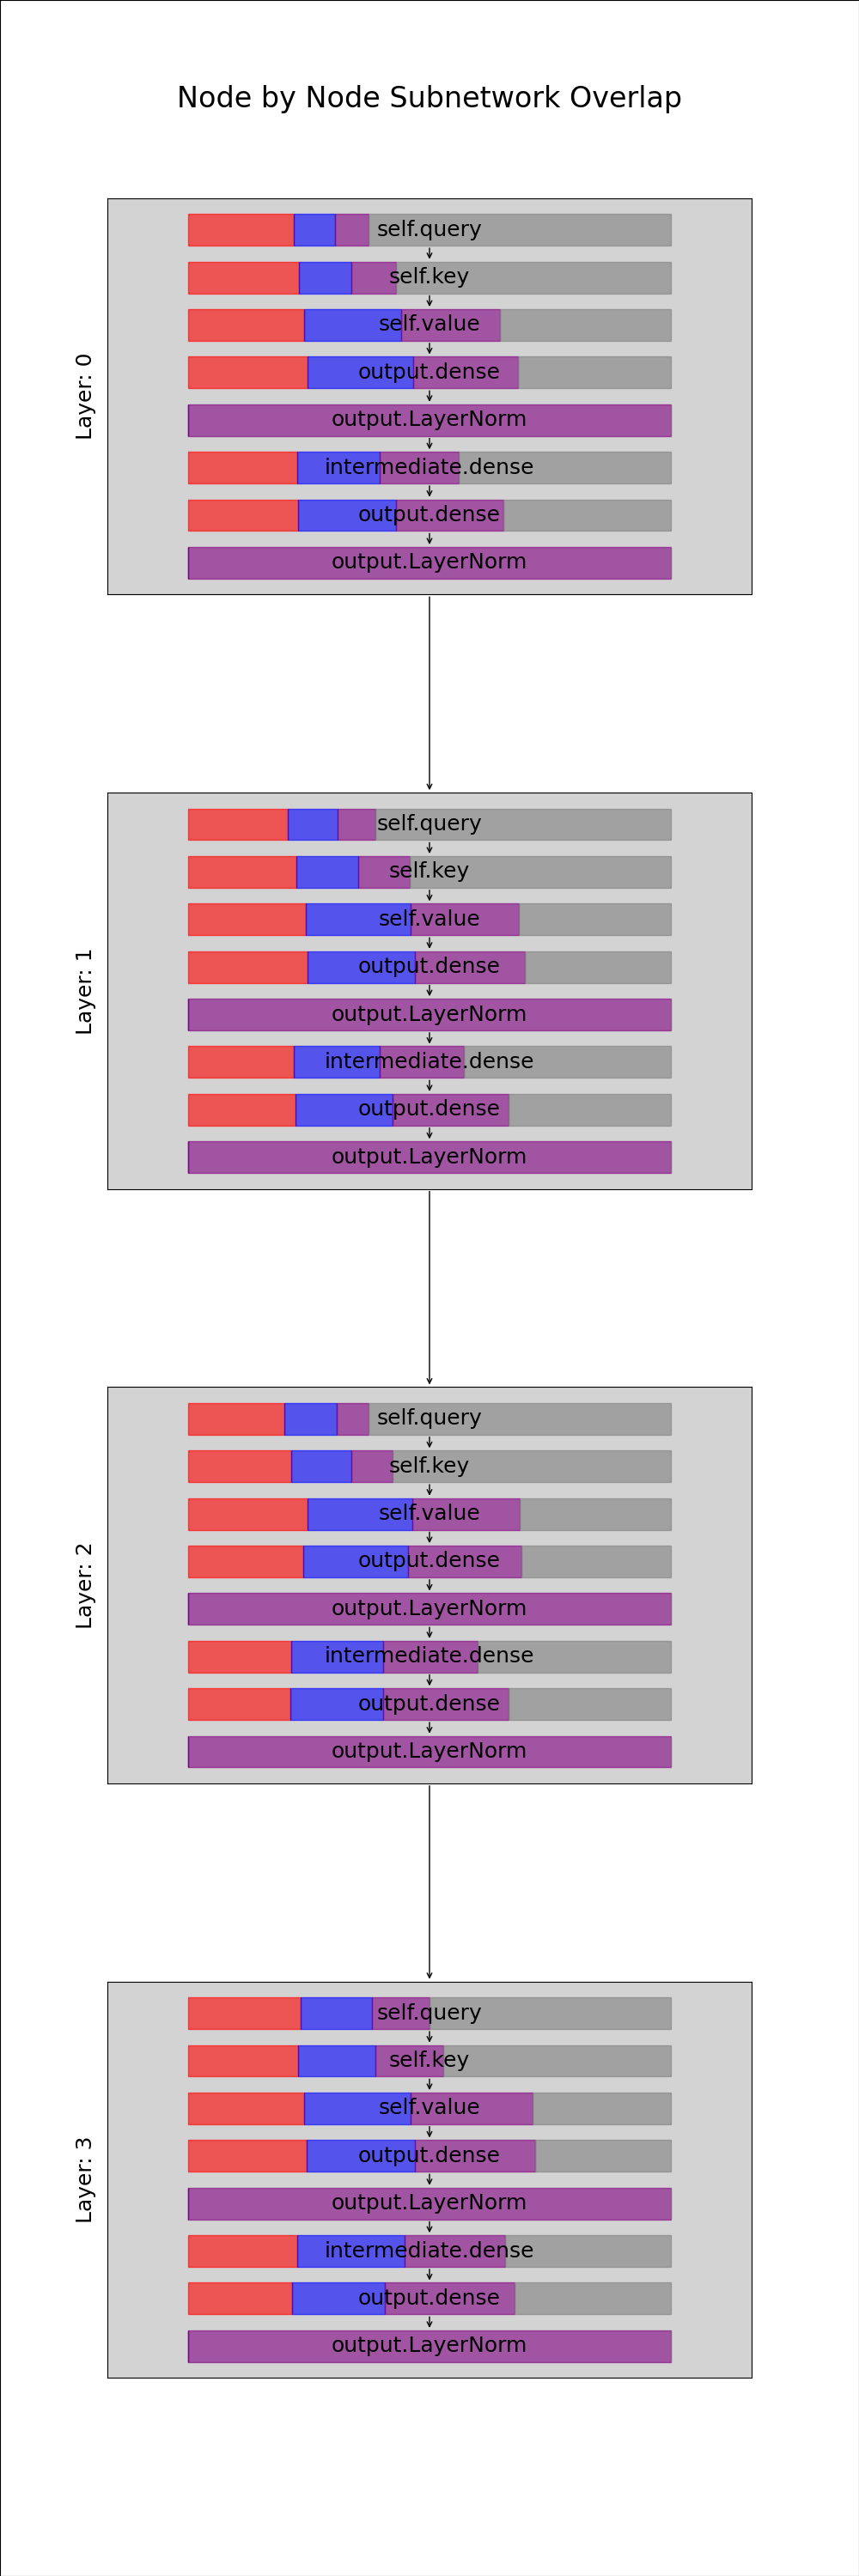 Node by Node Subnetwork Overlap
Layer: 0
self.query
self.key
self.value
output.dense
output.LayerNorm
intermediate.dense
output.dense
output.LayerNorm
Layer: 1
self.query
self.key
self.value
output.dense
output.LayerNorm
intermediate.dense
output.dense
output.LayerNorm
Layer: 2
self.query
self.key
self.value
output.dense
output.LayerNorm
intermediate.dense
output.dense
output.LayerNorm
Layer: 3
self.query
self.key
self.value
output.dense
output.LayerNorm
intermediate.dense
output.dense
output.LayerNorm